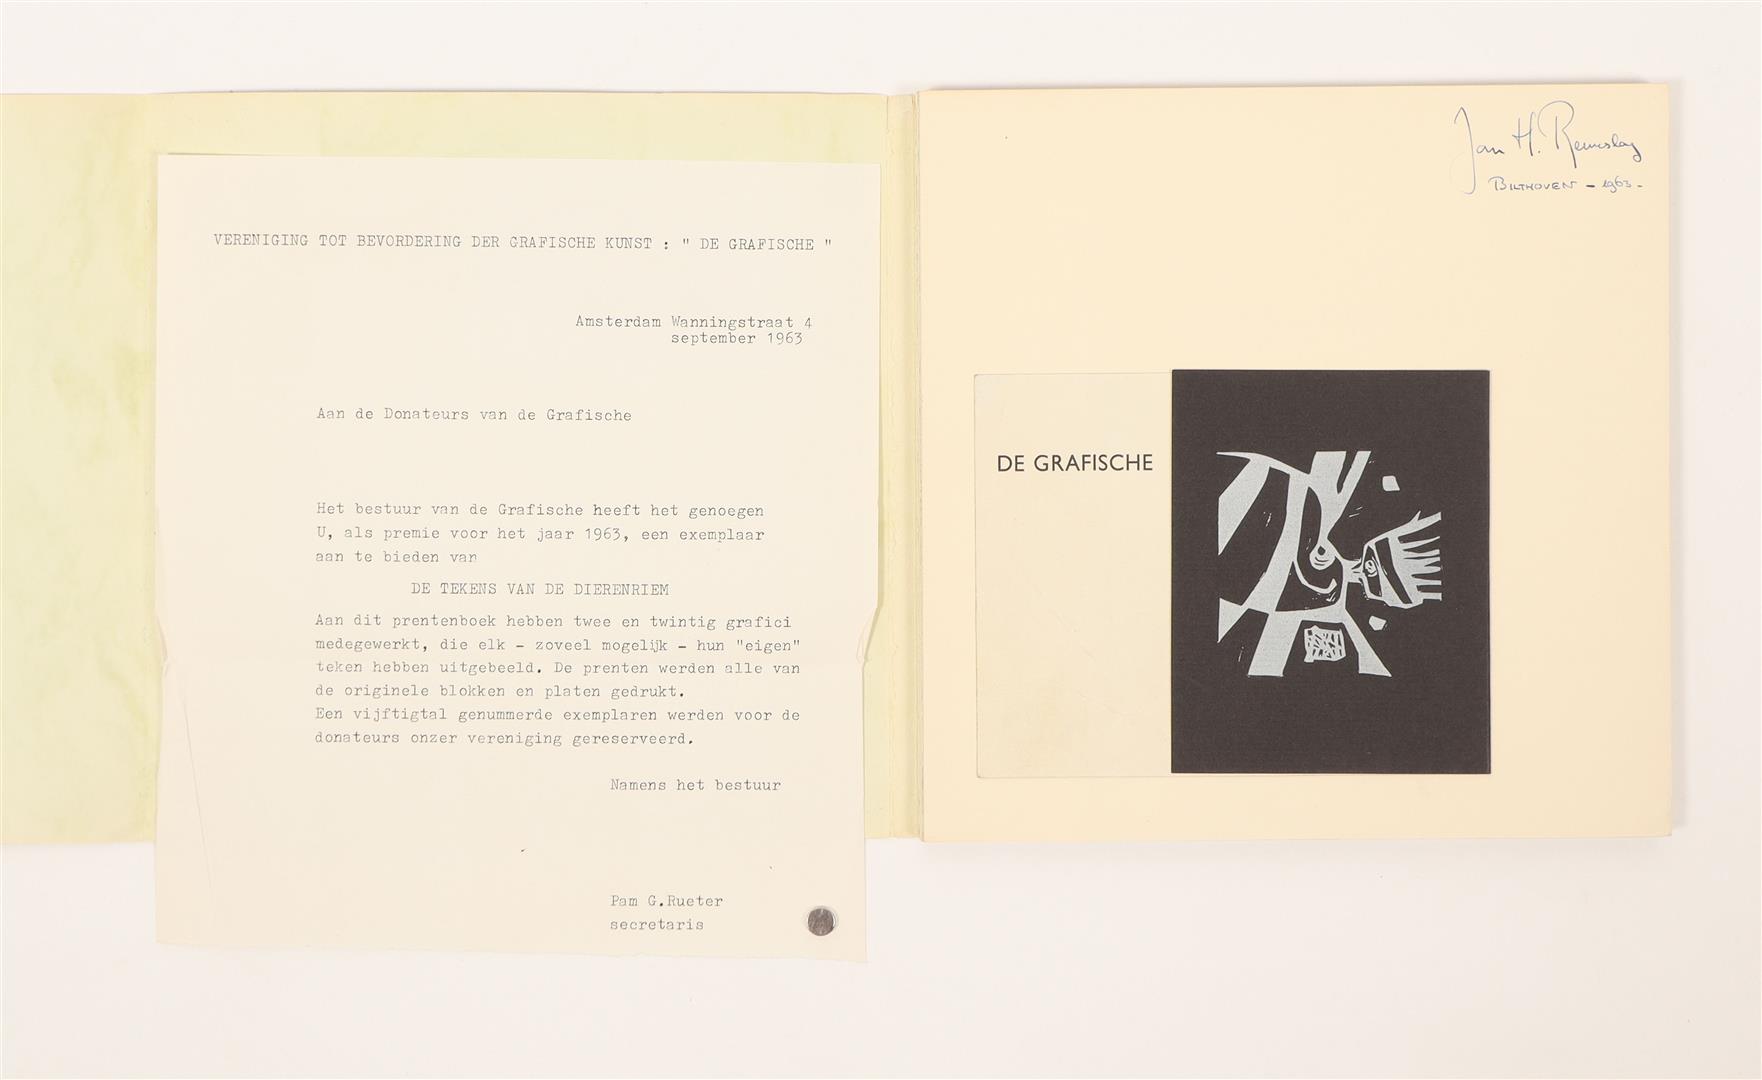 VERENIGING TOT BEVORDERING DER GRAFISCHE KUNST : " DE GRAFISCHE "
Amsterdam Wanningstraat 4
september 1963
Aan de Donateurs van de Grafische
Het bestuur van de Grafische heeft het genoegen
U, als premie voor het jaar 1963, een exemplaar
aan te bieden van
DE TEKENS VAN DE DIERENRIEM
Aan dit prentenboek hebben twee en twintig grafici
medegewerkt, die elk - zoveel mogelijk - hun "eigen"
teken hebben uitgebeeld. De prenten werden alle van
de originele blokken en platen gedrukt.
Een vijftigtal genummerde exemplaren werden voor de
donateurs onzer vereniging gereserveerd.
Namens het bestuur
Pam G.Rueter
secretaris
Jan H.
BILTHOVEN - 1963 -
DE GRAFISCHE